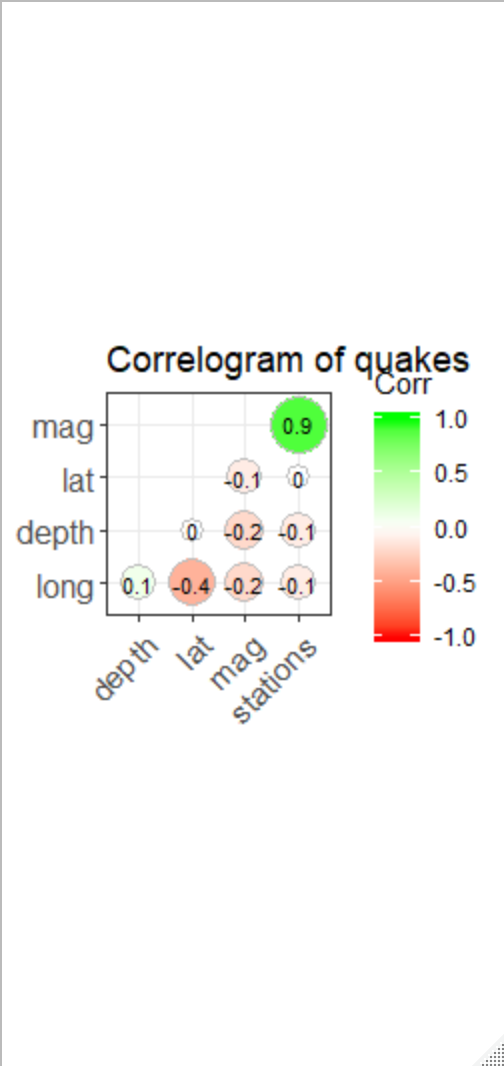 Correlogram of quakes
Corr
mag 0.9 1.0
lat -0.1 0 0.5
depth 0 -0.2 -0.1 0.0
long 0.1 -0.4 -0.2 -0.1 -0.5
-1.0
depth lat mag stations